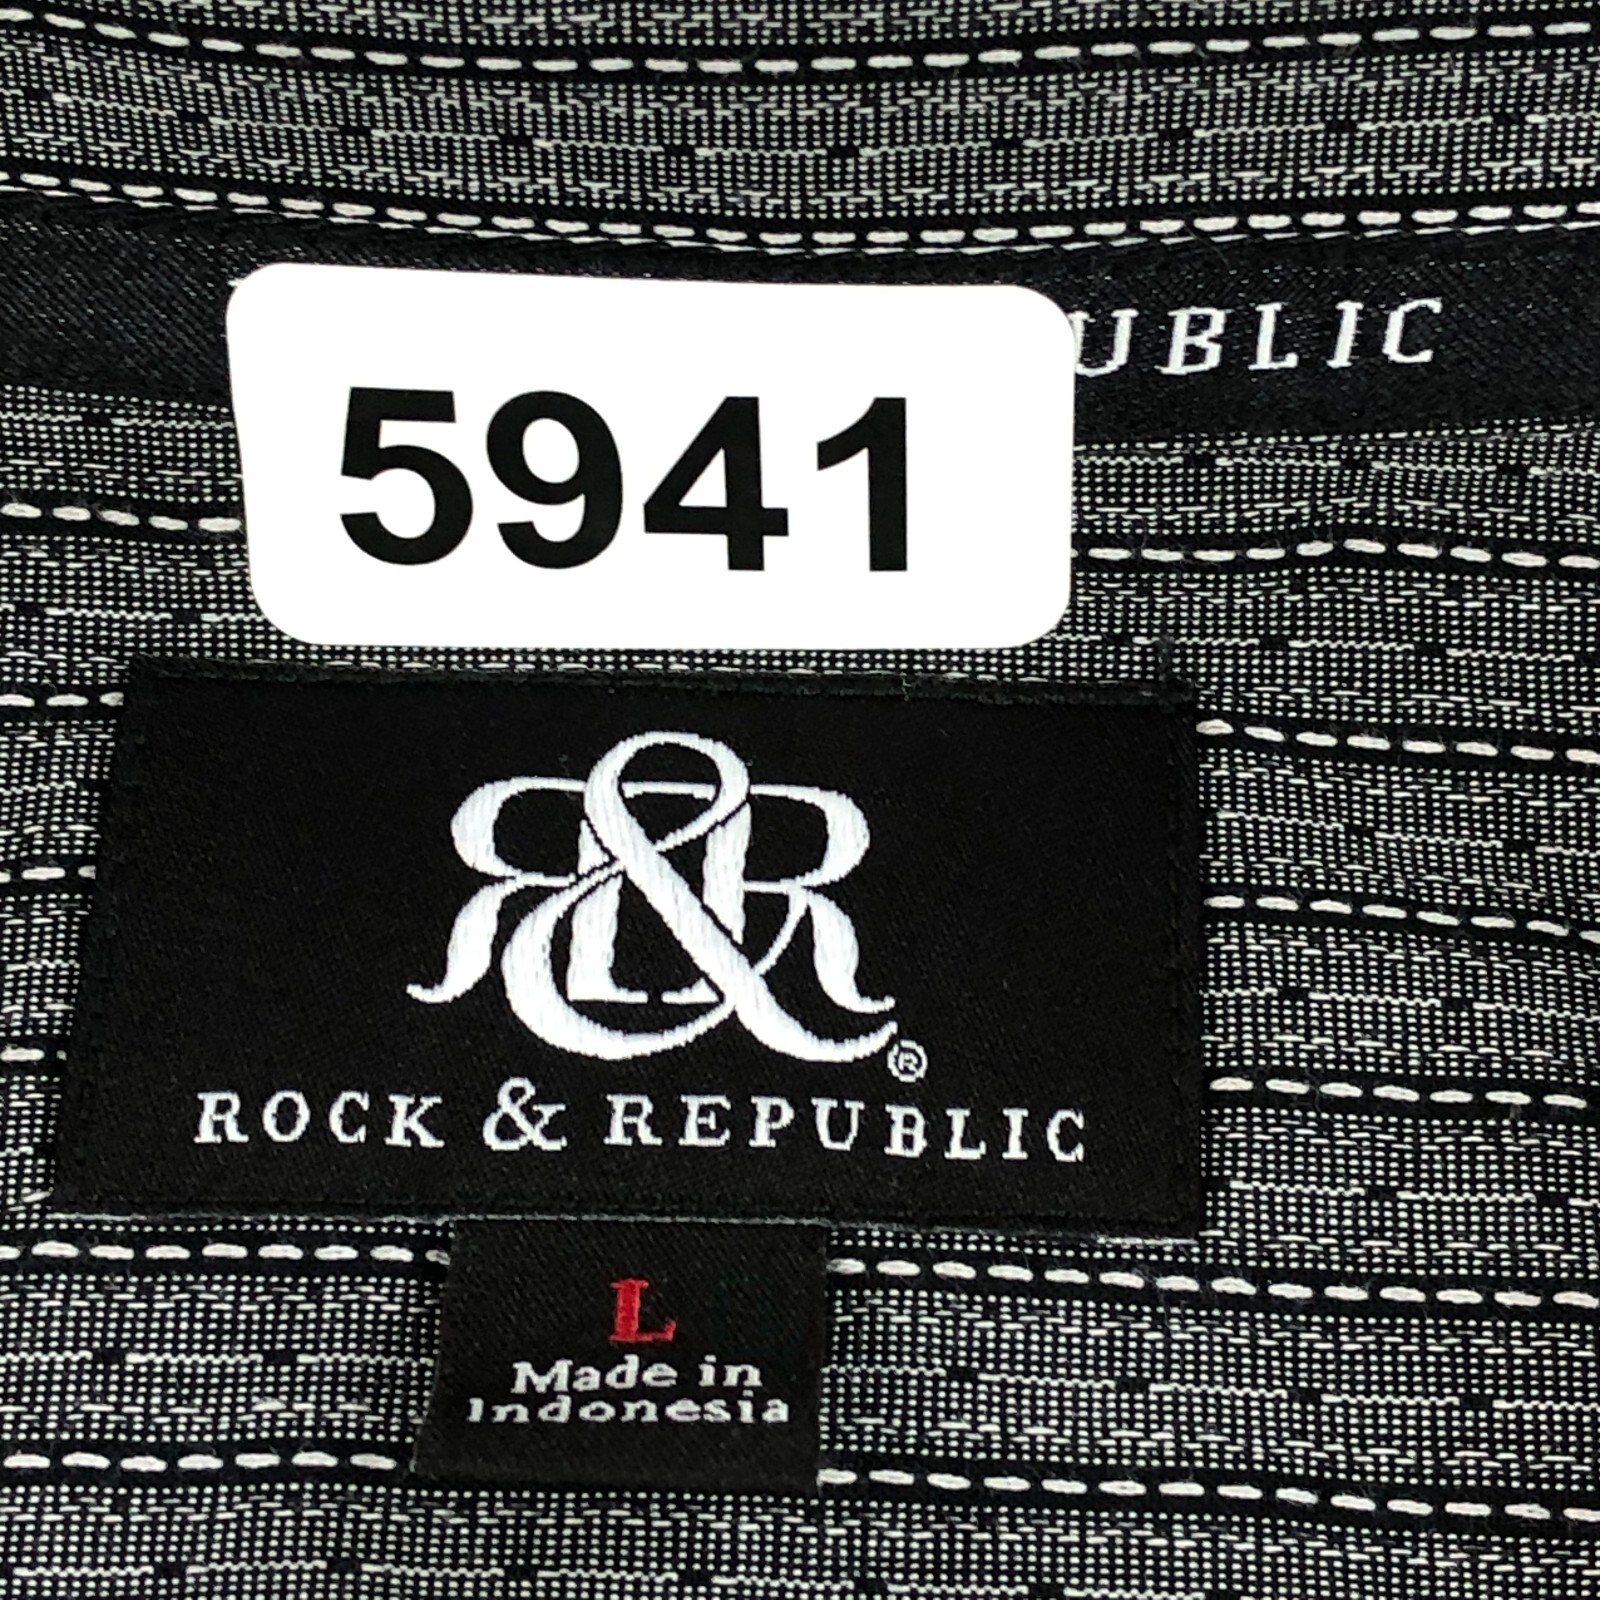 UBLIC
5941
R&R®
ROCK & REPUBLIC
L
Made in
Indonesia